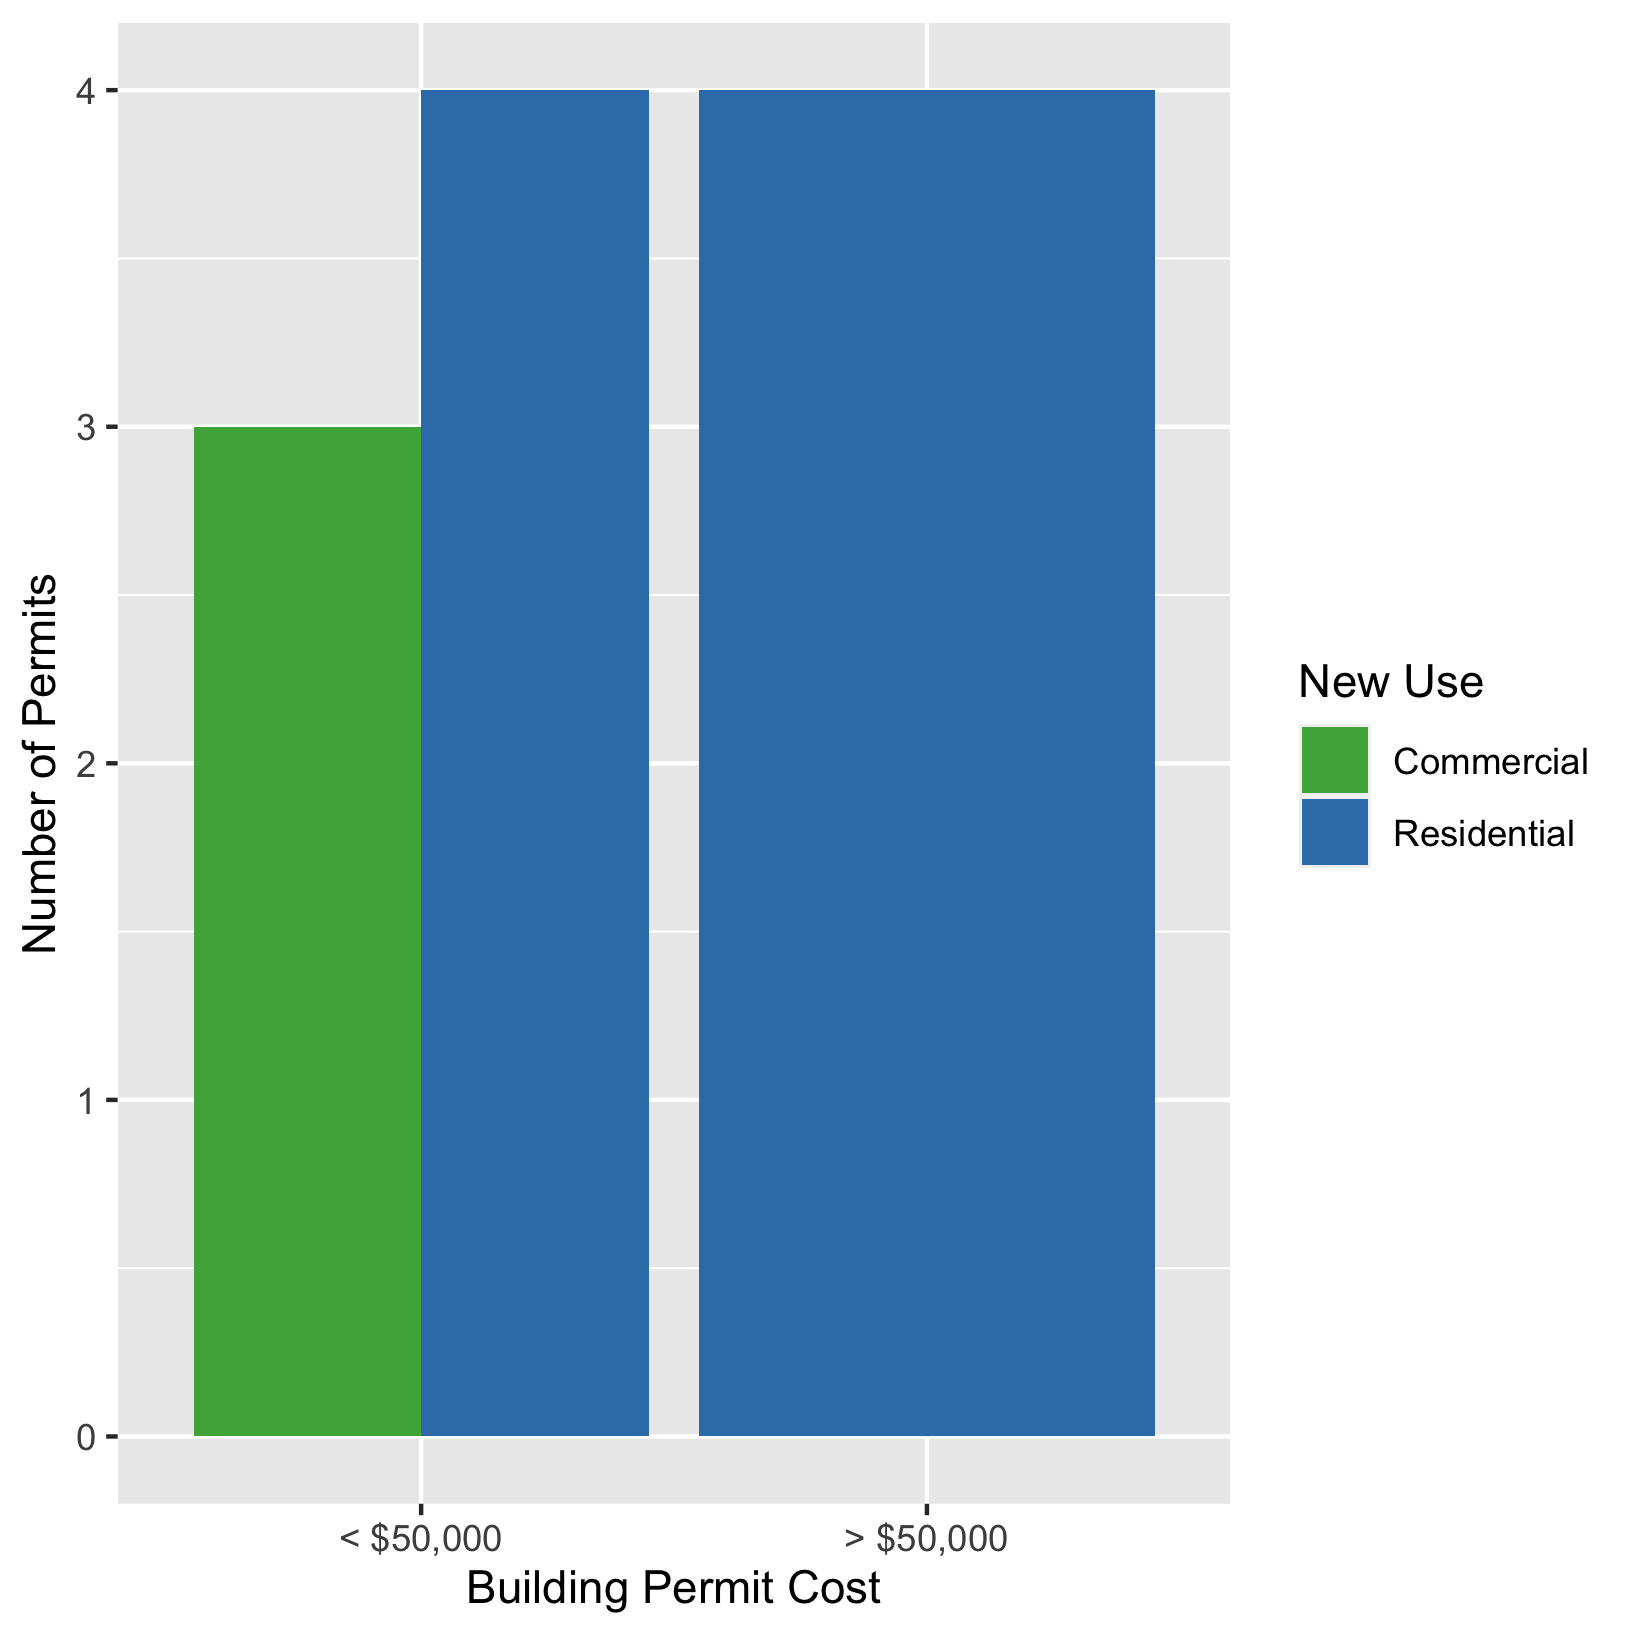 4
3
2
1
0
Number of Permits
< $50,000
> $50,000
Building Permit Cost
New Use
Commercial
Residential